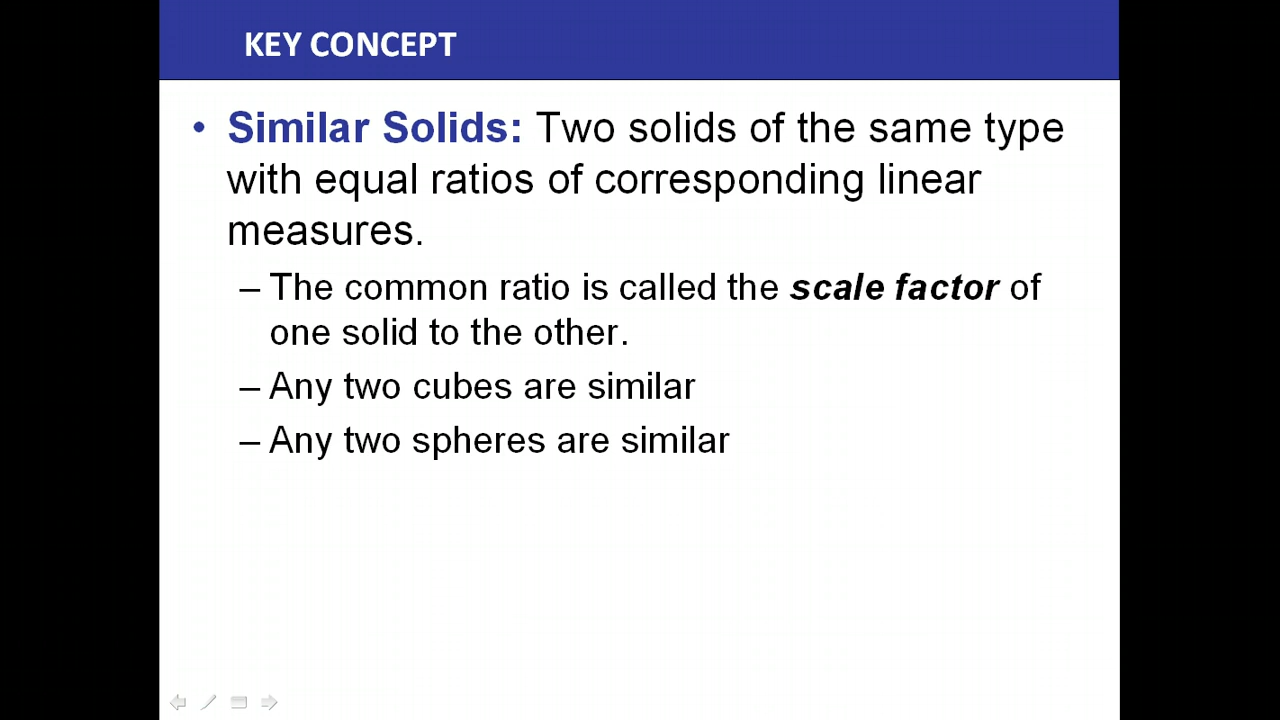 KEY CONCEPT
• Similar Solids: Two solids of the same type
with equal ratios of corresponding linear
measures.
– The common ratio is called the scale factor of
one solid to the other.
– Any two cubes are similar
– Any two spheres are similar